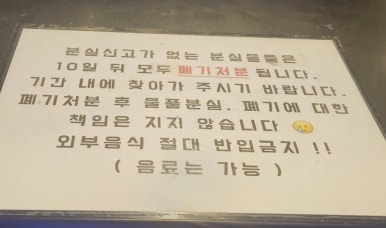 분실신고가 없는 분실물들은
10일 뒤 모두 폐기처분 됩니다.
기간 내에 찾아가 주시기 바랍니다.
폐기처분 후 물품분실, 폐기에 대한
책임은 지지 않습니다 😢
외부음식 절대 반입금지 !!
( 음료는 가능 )